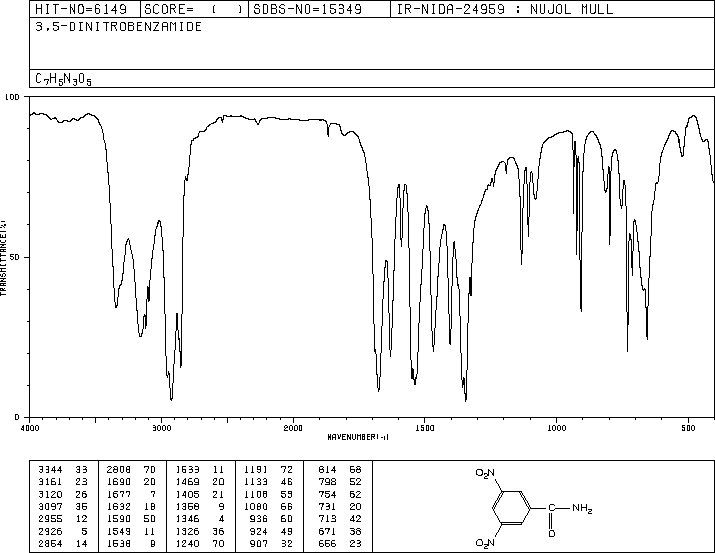 HIT-NO=6149 SCORE= ( ) SDBS-NO=15349 IR-NIDA-24959 : NUJOL MULL
3,5-DINITROBENZAMIDE
C7H5N3O5
100
TRANSMITTANCE(%)
50
0
4000 3000 2000 1500 1000 500
WAVENUMBER(-1)
3344 33 2808 70 1533 11 1191 72 814 68
3161 23 1690 20 1469 20 1133 46 798 52
3120 26 1677 7 1405 21 1108 754 62
3097 35 1632 18 1358 9 1080 66 731 20
2955 12 1590 50 1346 4 936 60 713 42
2926 5 1549 11 1326 36 924 49 671 38
2854 14 1538 9 1240 70 907 32 656 23
O2N
C NH2
O
O2N